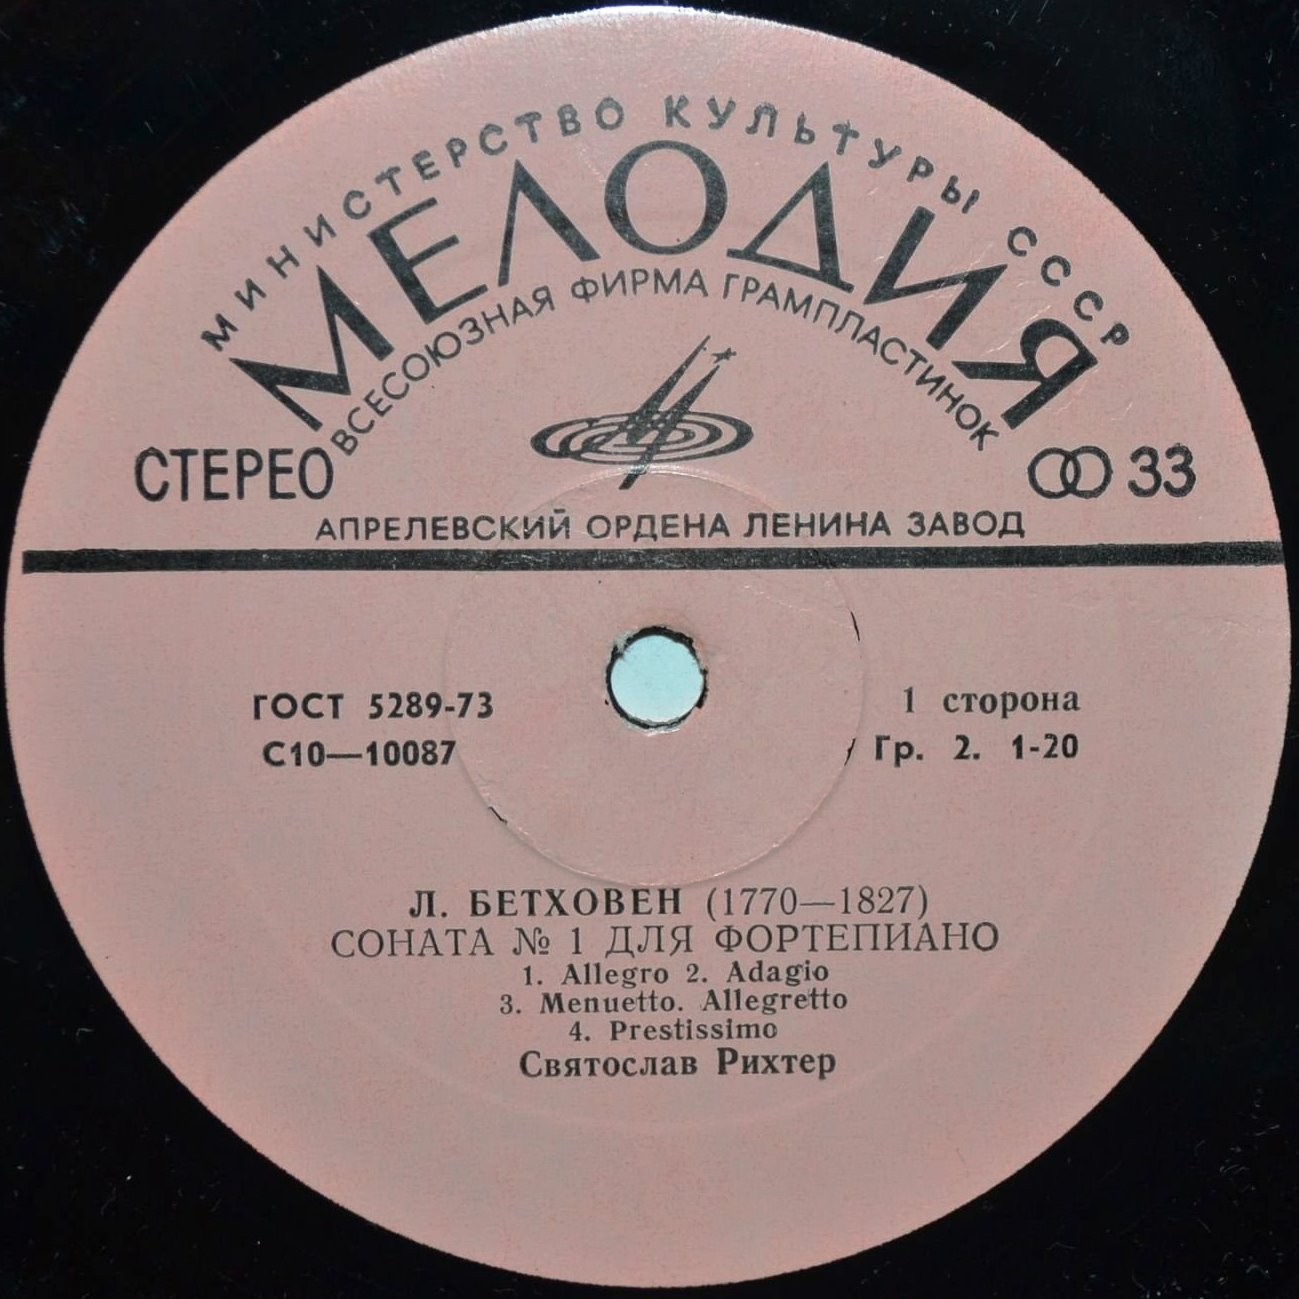 МИНИСТЕРСТВО КУЛЬТУРЫ СССР
МЕЛОДИЯ
ВСЕСОЮЗНАЯ ФИРМА ГРАМПЛАСТИНОК
СТЕРЕО
33
АПРЕЛЕВСКИЙ ОРДЕНА ЛЕНИНА ЗАВОД
ГОСТ 5289-73
1 сторона
С10—10087
Гр. 2. 1-20
Л. БЕТХОВЕН (1770—1827)
СОНАТА № 1 ДЛЯ ФОРТЕПИАНО
1. Allegro 2. Adagio
3. Menuetto. Allegretto
4. Prestissimo
Святослав Рихтер